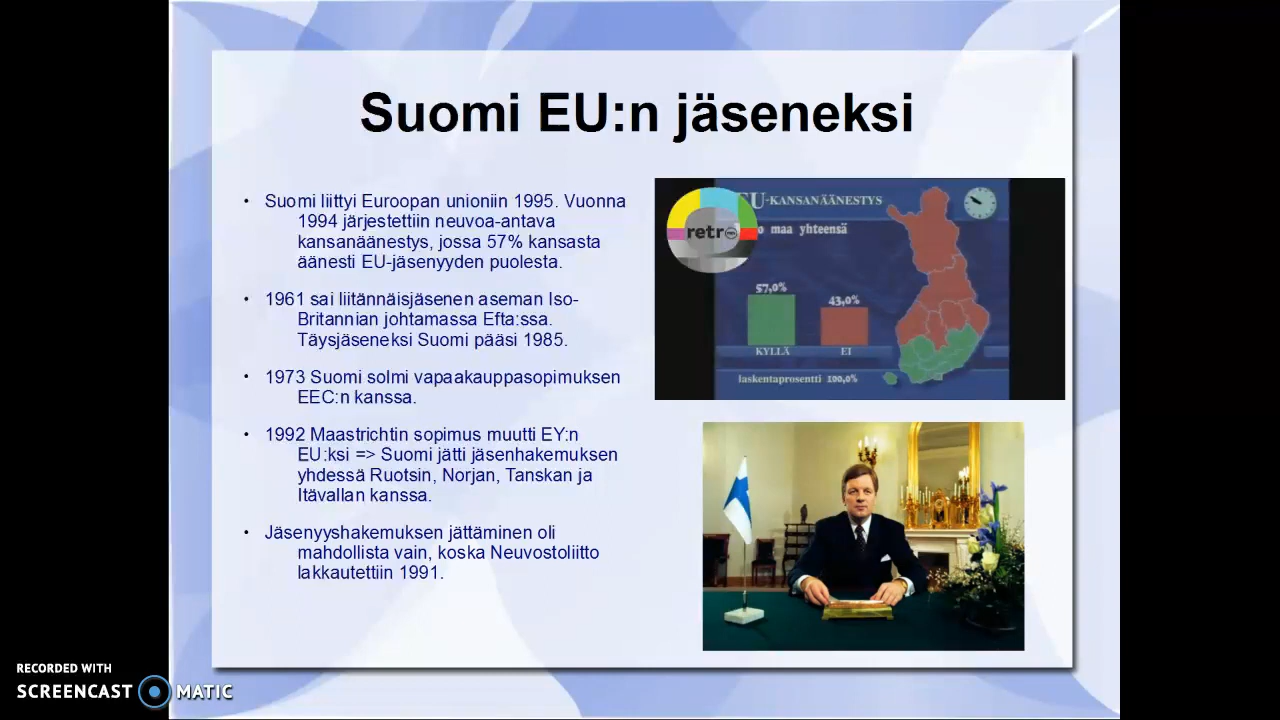 Suomi EU:n jäseneksi
• Suomi liittyi Euroopan unioniin 1995. Vuonna
1994 järjestettiin neuvoa-antava
kansanäänestys, jossa 57% kansasta
äänesti EU-jäsenyyden puolesta.
• 1961 sai liitännäisjäsenen aseman Iso-
Britannian johtamassa Efta:ssa.
Täysjäseneksi Suomi pääsi 1985.
• 1973 Suomi solmi vapaakauppasopimuksen
EEC:n kanssa.
• 1992 Maastrichtin sopimus muutti EY:n
EU:ksi => Suomi jätti jäsenhakemuksen
yhdessä Ruotsin, Norjan, Tanskan ja
Itävallan kanssa.
• Jäsenyyshakemuksen jättäminen oli
mahdollista vain, koska Neuvostoliitto
lakkautettiin 1991.
EU-KANSANÄÄNESTYS
retro
maa yhteensä
57,0%
43,0%
KYLLÄ
EI
laskentaprosentti 100,0%
RECORDED WITH
SCREENCAST MATIC